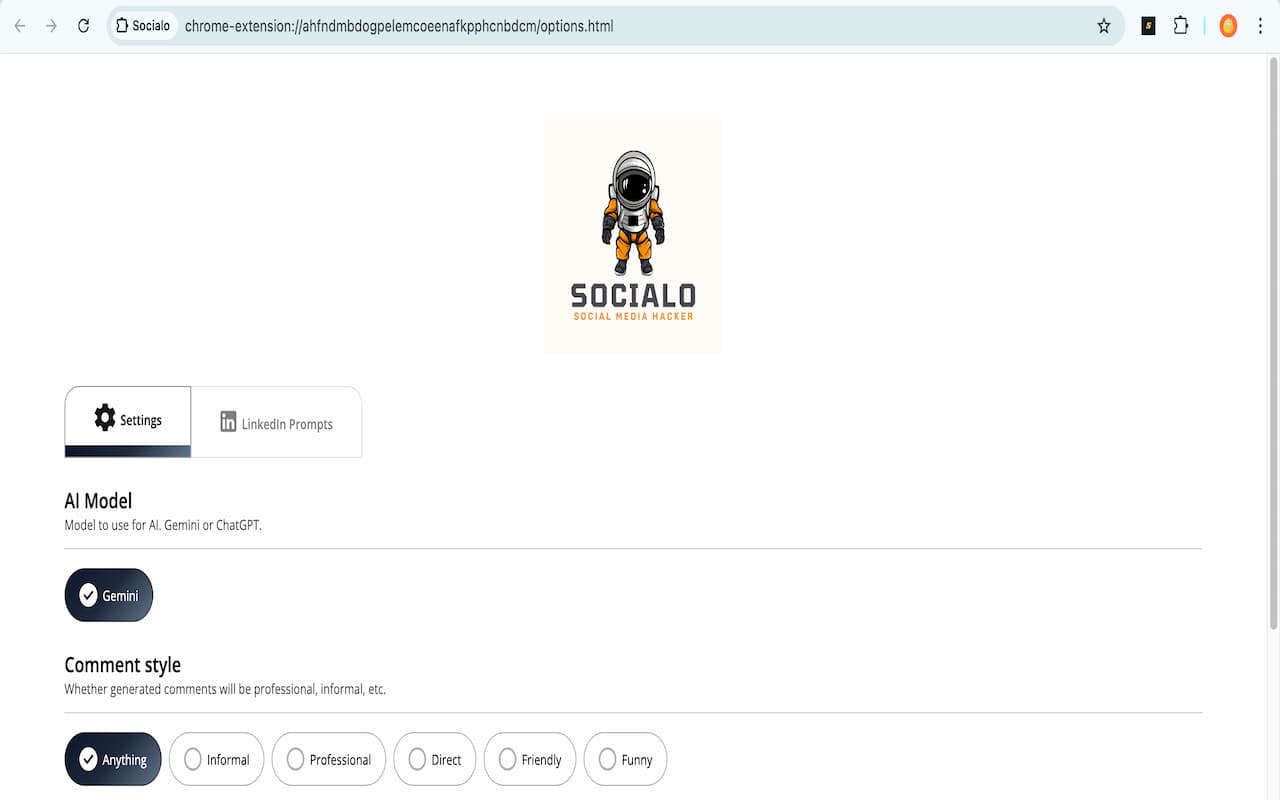 Socialo chrome-extension://ahfndmbdogpelemcoeenafkpphcnbdcm/options.html
SOCIALO
SOCIAL MEDIA HACKER
Settings LinkedIn Prompts
AI Model
Model to use for AI. Gemini or ChatGPT.
Gemini
Comment style
Whether generated comments will be professional, informal, etc.
Anything Informal Professional Direct Friendly Funny